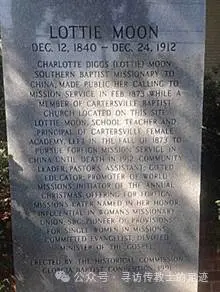 LOTTIE MOON
DEC. 12, 1840 — DEC. 24, 1912
CHARLOTTE DIGGS (LOTTIE) MOON
SOUTHERN BAPTIST MISSIONARY TO
CHINA, MADE PUBLIC HER CALLING TO
MISSION SERVICE IN FEB. 1873 WHILE A
MEMBER OF CARTERSVILLE BAPTIST
CHURCH LOCATED ON THIS SITE.
LOTTIE MOON, SCHOOL TEACHER AND
PRINCIPAL OF CARTERSVILLE FEMALE
ACADEMY LEFT IN THE FALL OF 1873 TO
PURSUE FOREIGN MISSION SERVICE IN
CHINA UNTIL DEATH IN 1912. COMMUNITY
LEADER, PASTOR'S ASSISTANT, GIFTED
EDUCATOR, PROMOTER OF WORLD
MISSIONS, INITIATOR OF THE ANNUAL
CHRISTMAS OFFERING FOR FOREIGN
MISSIONS LATER NAMED IN HER HONOR,
INFLUENTIAL IN WOMAN'S MISSIONARY
UNION, SHE PIONEERED PROVISIONS
FOR SINGLE WOMEN IN MISSIONS,
COMMITTED EVANGELIST, DEVOTED
MINISTER OF THE GOSPEL.
ERECTED BY THE HISTORICAL COMMISSION
GEORGIA BAPTIST CONVENTION
公众号 · 寻访传教士的足迹